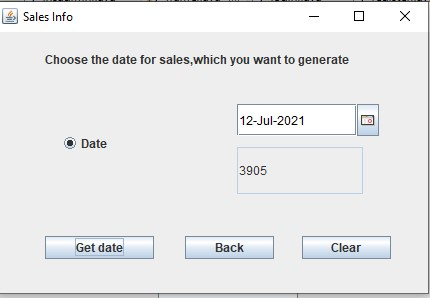 Sales Info
Choose the date for sales,which you want to generate
12-Jul-2021
Date
3905
Get date
Back
Clear